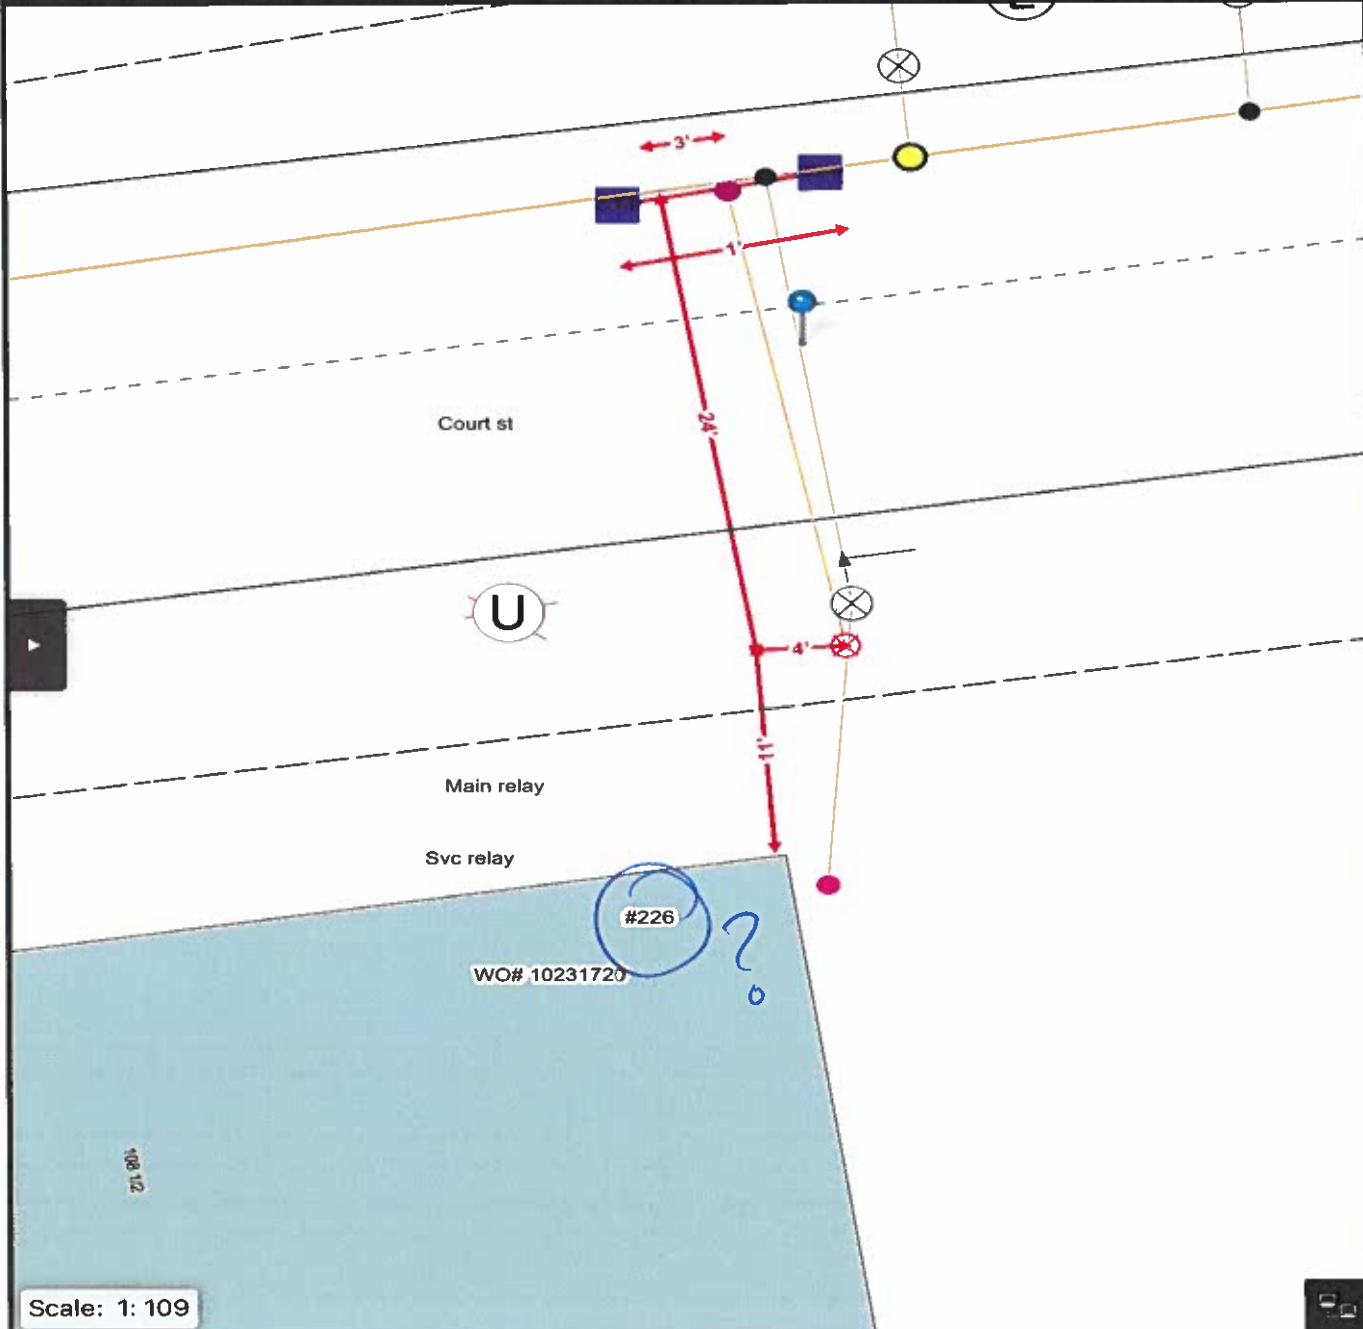 3'
1'
Court st
24'
U
4'
11'
Main relay
Svc relay
#226
?
WO# 10231720
108 1/2
Scale: 1: 109